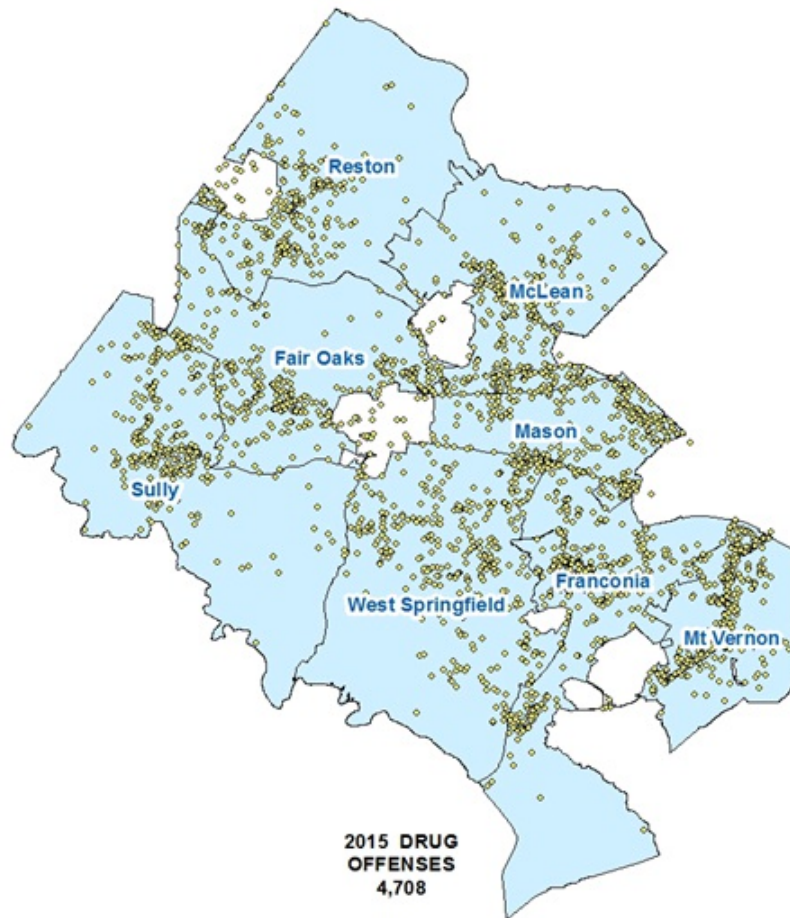 Reston
McLean
Fair Oaks
Mason
Sully
Franconia
West Springfield
Mt Vernon
2015 DRUG
OFFENSES
4,708